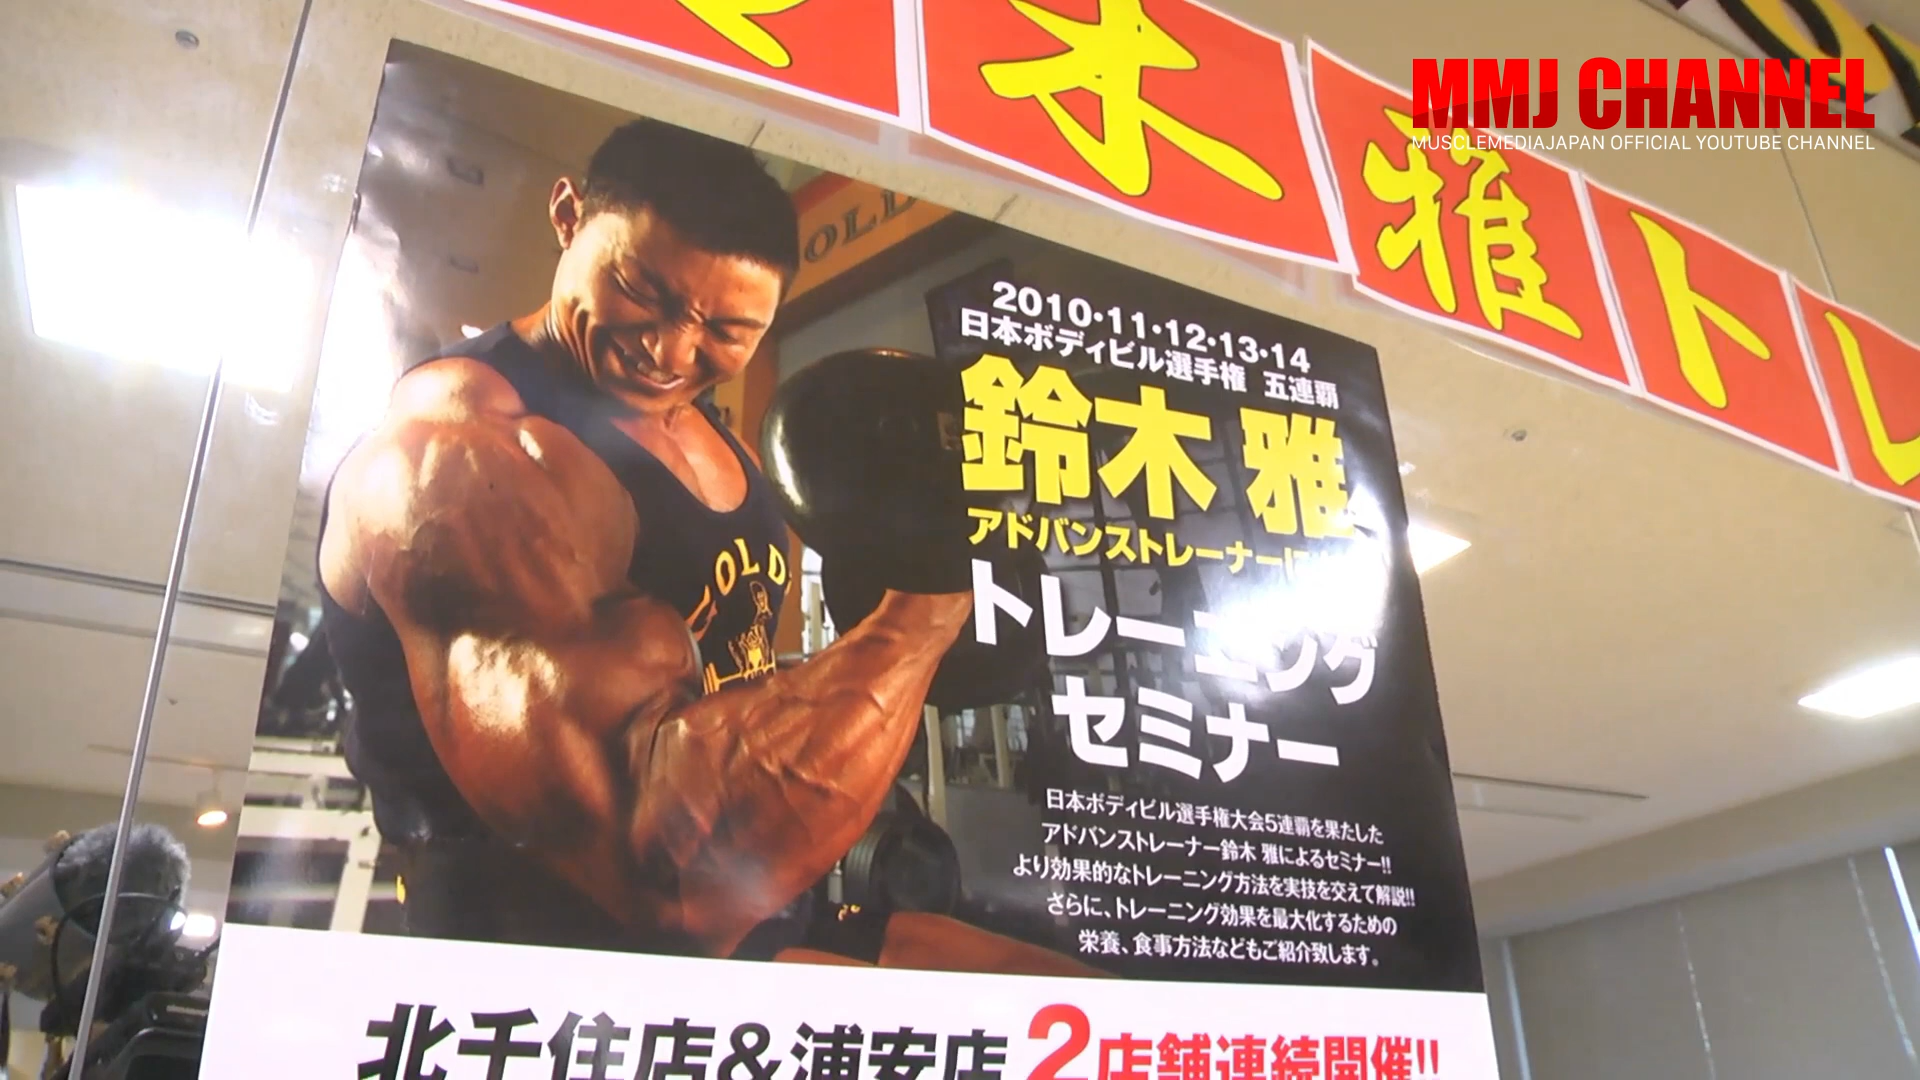 木雅トレ
MMJ CHANNEL
MUSCLEMEDIAJAPAN OFFICIAL YOUTUBE CHANNEL
OLD
2010・11・12・13・14
日本ボディビル選手権 五連覇
鈴木 雅
アドバンストレーナー
トレーニング
セミナー
OLD
日本ボディビル選手権大会5連覇を果たした
アドバンストレーナー鈴木 雅によるセミナー!!
より効果的なトレーニング方法を実技を交えて解説!!
さらに、トレーニング効果を最大化するための
栄養、食事方法などもご紹介致します。
北千住店&浦安店2店舗連続開催!!